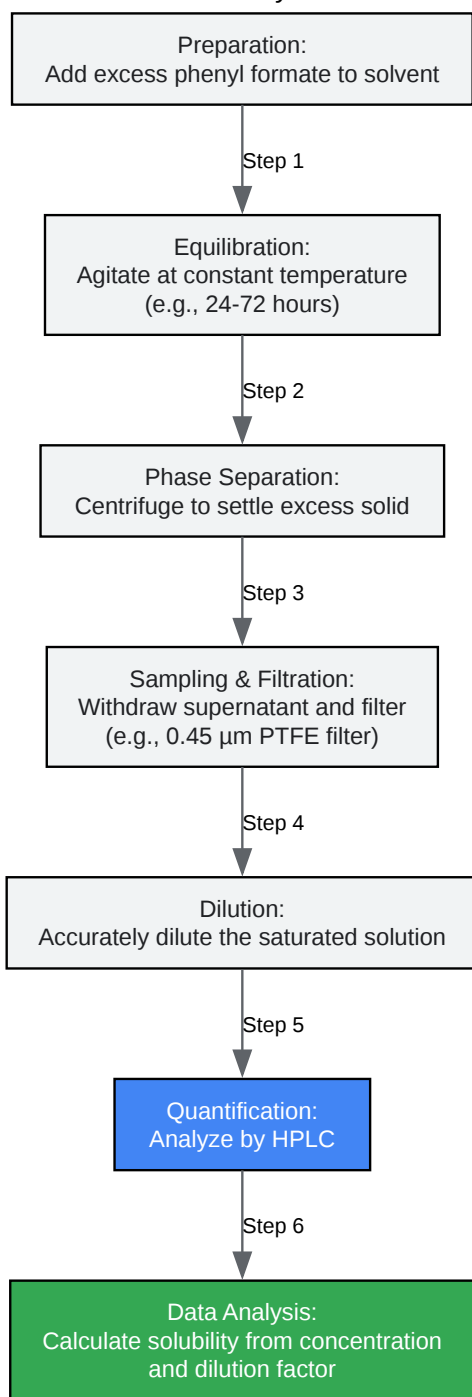 Preparation:
Add excess phenyl formate to solvent
Step 1
Equilibration:
Agitate at constant temperature
(e.g., 24-72 hours)
Step 2
Phase Separation:
Centrifuge to settle excess solid
Step 3
Sampling & Filtration:
Withdraw supernatant and filter
(e.g., 0.45 µm PTFE filter)
Step 4
Dilution:
Accurately dilute the saturated solution
Step 5
Quantification:
Analyze by HPLC
Step 6
Data Analysis:
Calculate solubility from concentration
and dilution factor